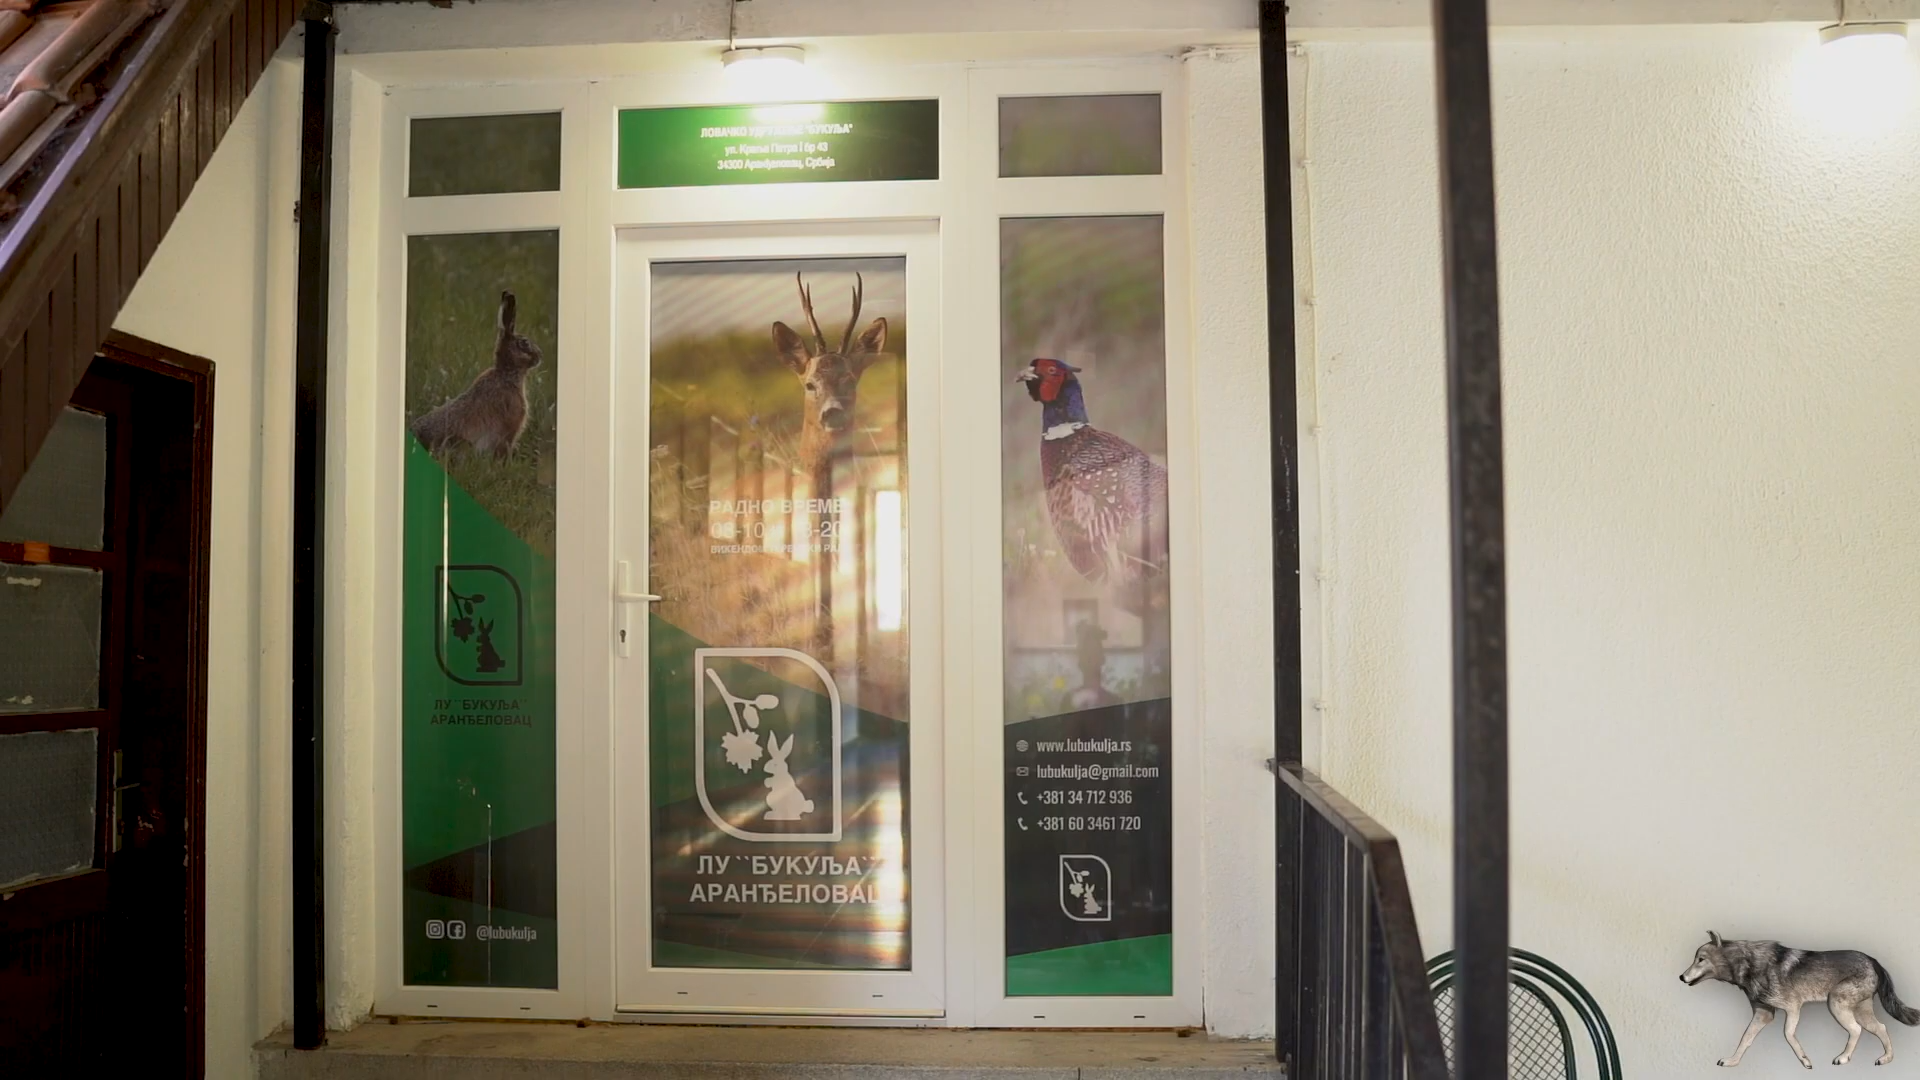 ЛОВАЧКО УДРУЖЕЊЕ "БУКУЉА"
ул. Краља Петра I бр 43
34300 Аранђеловац, Србија
РАДНО ВРЕМЕ
ЛУ ``БУКУЉА``
АРАНЂЕЛОВАЦ
@lubukulja
ЛУ ``БУКУЉА``
АРАНЂЕЛОВАЦ
www.lubukulja.rs
lubukulja@gmail.com
+381 34 712 936
+381 60 3461 720